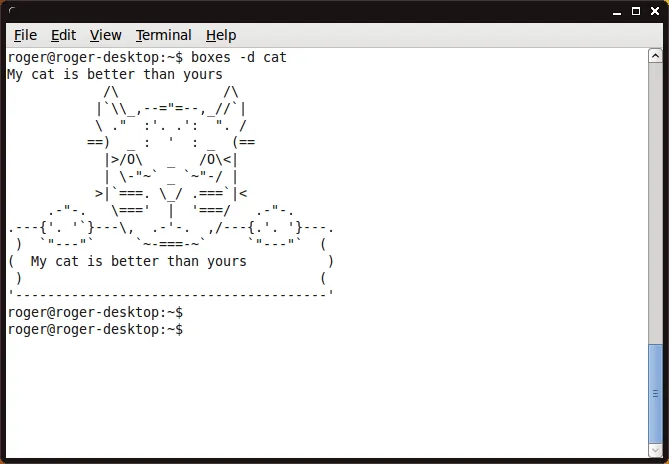 File Edit View Terminal Help
roger@roger-desktop:~$ boxes -d cat
My cat is better than yours
            /\             /\
           |`\\_,--="=--,_//`|
           \ ."  :'. .':  ". /
          ==)  _ :  '  : _  (==
            |>/O\   _   /O\<|
            | \-"~` _ `~"-/ |
           >|`===. \_/ .===`|<
     .-"-.   \==='  |  '===/   .-"-.
.---{'. '`}---\,  .-'-.  ,/---{.'. '}---.
 )  `"---"`     `~-===-~`     `"---"`  (
(  My cat is better than yours          )
 )                                     (
'---------------------------------------'
roger@roger-desktop:~$
roger@roger-desktop:~$